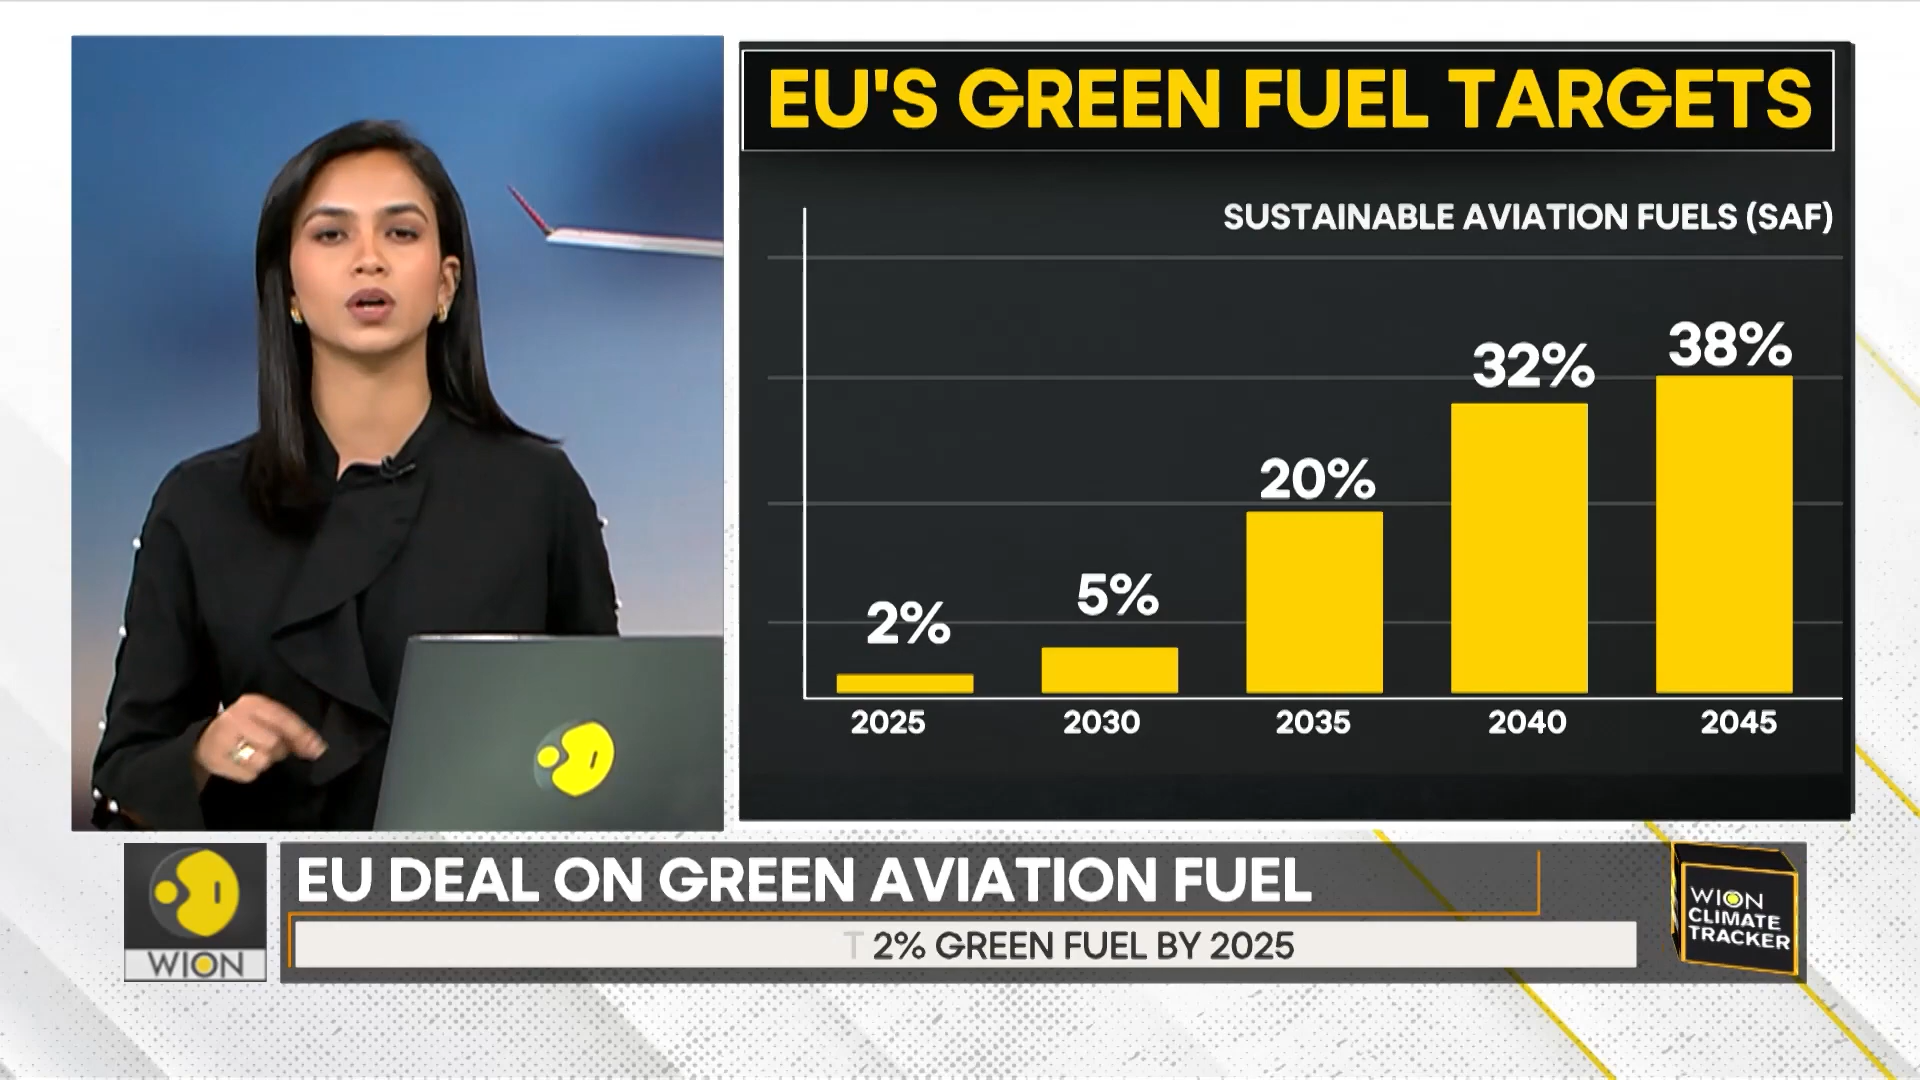 EU'S GREEN FUEL TARGETS
SUSTAINABLE AVIATION FUELS (SAF)
2%
5%
20%
32%
38%
2025
2030
2035
2040
2045
EU DEAL ON GREEN AVIATION FUEL
T 2% GREEN FUEL BY 2025
WION
WION
CLIMATE
TRACKER